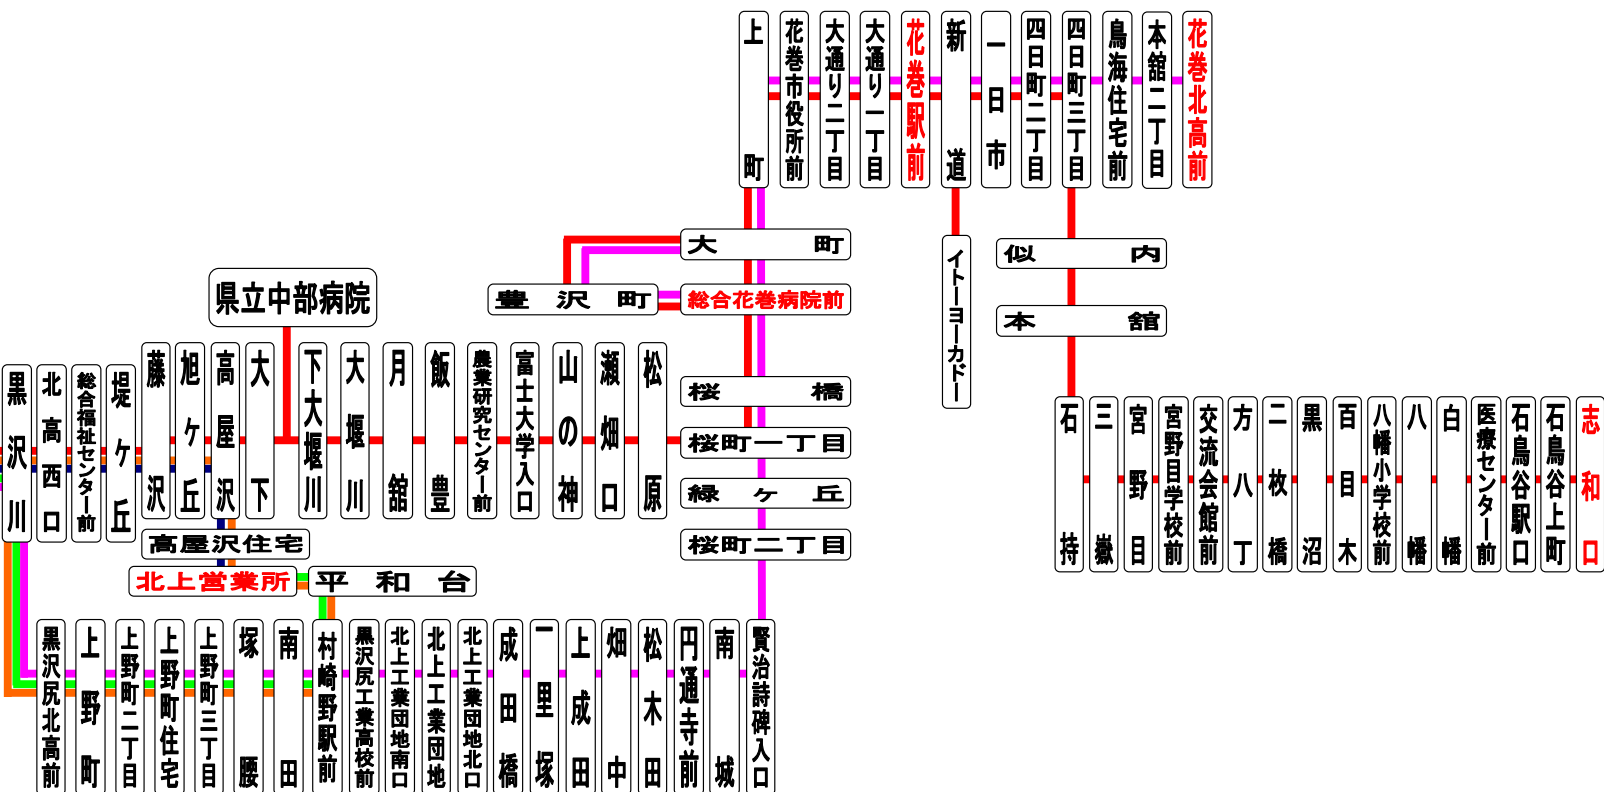 上町
花巻市役所前
大通り二丁目
大通り一丁目
花巻駅前
新道
一日市
四日町二丁目
四日町三丁目
鳥海住宅前
本舘二丁目
花巻北高前
大町
豊沢町
総合花巻病院前
イトーヨーカドー
似内
本舘
県立中部病院
黒沢川
北高西口
総合福祉センター前
堤ヶ丘
藤沢
旭ヶ丘
高屋沢
大下
下大堰川
大堰川
月舘
飯豊
農業研究センター前
富士大学入口
山の神
瀬畑口
松原
桜橋
桜町一丁目
緑ヶ丘
桜町二丁目
石持
三嶽
宮野目
宮野目学校前
交流会館前
方八丁
二枚橋
黒沼
百目木
八幡小学校前
八幡
白幡
医療センター前
石鳥谷駅口
石鳥谷上町
志和口
高屋沢住宅
北上営業所
平和台
黒沢尻北高前
上野町
上野町二丁目
上野町住宅
上野町三丁目
塚腰
南田
村崎野駅前
黒沢尻工業高校前
北上工業団地南口
北上工業団地
北上工業団地北口
成田橋
一里塚
上成田
畑中
松木田
円通寺前
南城
賢治詩碑入口